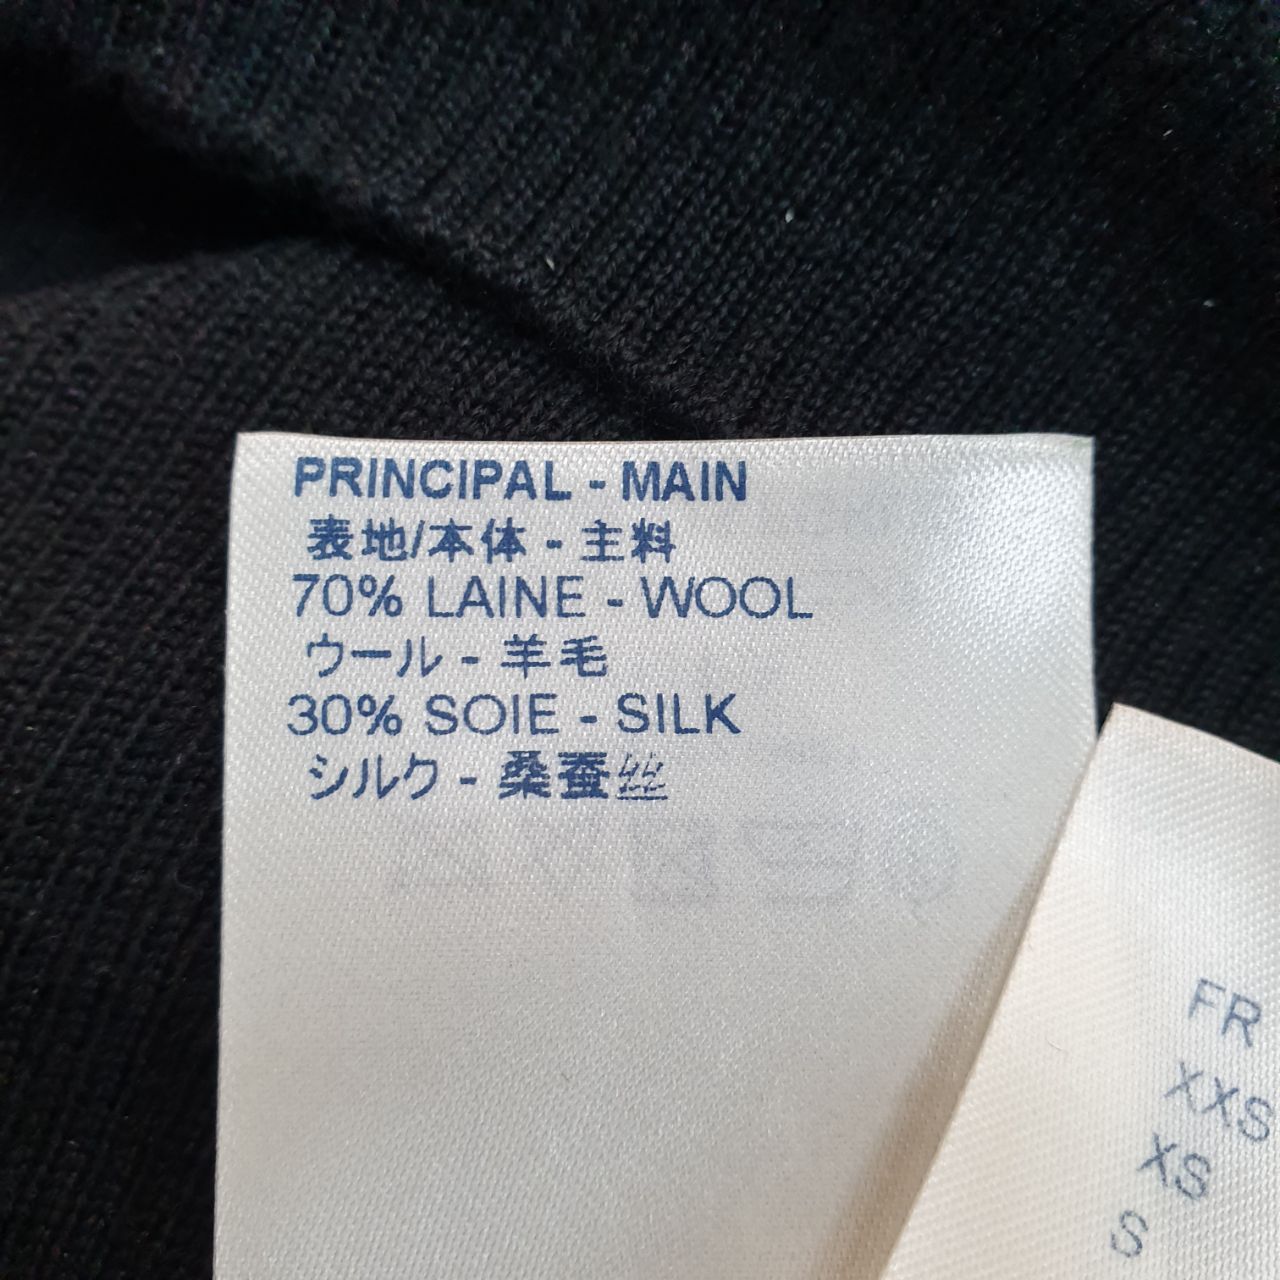 PRINCIPAL - MAIN
表地/本体 - 主料
70% LAINE - WOOL
ウール - 羊毛
30% SOIE - SILK
シルク - 桑蚕丝
FR
XXS
XS
S